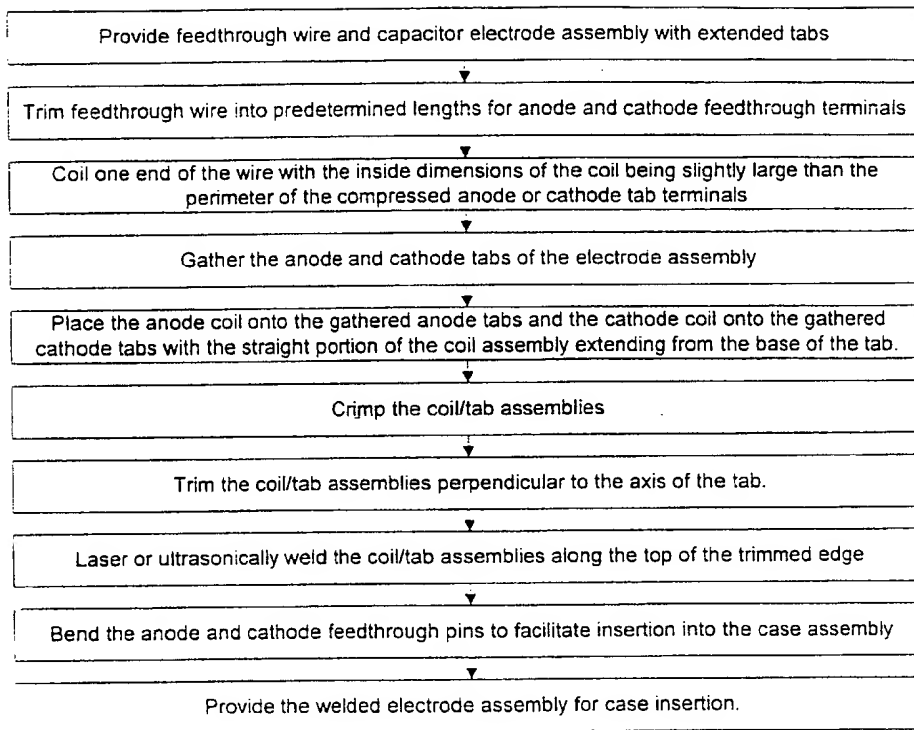 Provide feedthrough wire and capacitor electrode assembly with extended tabs
Trim feedthrough wire into predetermined lengths for anode and cathode feedthrough terminals
Coil one end of the wire with the inside dimensions of the coil being slightly large than the
perimeter of the compressed anode or cathode tab terminals
Gather the anode and cathode tabs of the electrode assembly
Place the anode coil onto the gathered anode tabs and the cathode coil onto the gathered
cathode tabs with the straight portion of the coil assembly extending from the base of the tab.
Crimp the coil/tab assemblies
Trim the coil/tab assemblies perpendicular to the axis of the tab.
Laser or ultrasonically weld the coil/tab assemblies along the top of the trimmed edge
Bend the anode and cathode feedthrough pins to facilitate insertion into the case assembly
Provide the welded electrode assembly for case insertion.